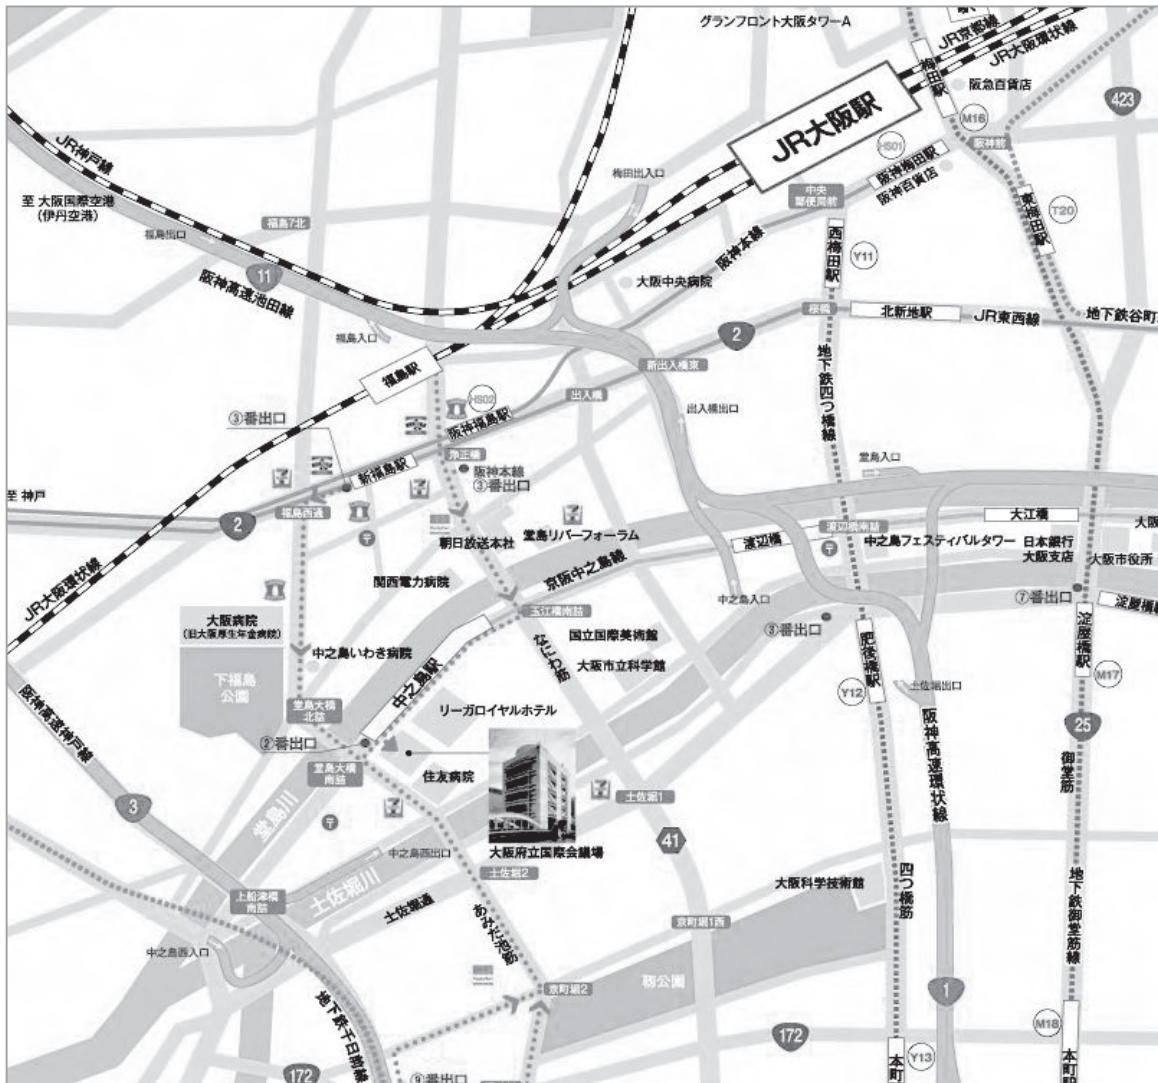 グランフロント大阪タワーA
JR京都線
JR大阪環状線
梅田駅
阪急百貨店
423
JR神戸線
JR大阪駅
M16
HS01
阪神前
阪神梅田駅
阪神百貨店
梅田出入口
中央
郵便局前
至 大阪国際空港
(伊丹空港)
福島出口
福島7北
東梅田駅
T20
阪神本線
西梅田駅
Y11
11
阪神高速池田線
大阪中央病院
桜橋
北新地駅
JR東西線
地下鉄谷町
福島入口
2
新出入橋東
福島駅
地下鉄四つ橋線
出入橋
HS02
③番出口
阪神福島駅
出入橋出口
浄正橋
新福島駅
阪神本線
③番出口
堂島入口
至 神戸
福島西通
2
堂島リバーフォーラム
朝日放送本社
渡辺橋南詰
大江橋
渡辺橋
中之島フェスティバルタワー
日本銀行
大阪支店
大阪市役所
京阪中之島線
関西電力病院
JR大阪環状線
中之島入口
⑦番出口
淀屋橋駅
大阪病院
(旧大阪厚生年金病院)
玉江橋南詰
③番出口
淀屋橋駅
なにわ筋
国立国際美術館
大阪市立科学館
肥後橋駅
中之島いわき病院
下福島
公園
中之島駅
Y12
土佐堀出口
M17
堂島大橋
北詰
リーガロイヤルホテル
阪神高速神戸線
阪神高速環状線
25
②番出口
堂島大橋
南詰
住友病院
御堂筋
3
堂島川
土佐堀1
41
大阪府立国際会議場
中之島西出口
土佐堀2
土佐堀川
大阪科学技術館
四つ橋筋
地下鉄御堂筋線
上船津橋
南詰
土佐堀通
あみだ池筋
京町堀1西
中之島西入口
靱公園
京町堀2
1
地下鉄千日前線
172
M18
本町駅
172
⑨番出口
本町
Y13